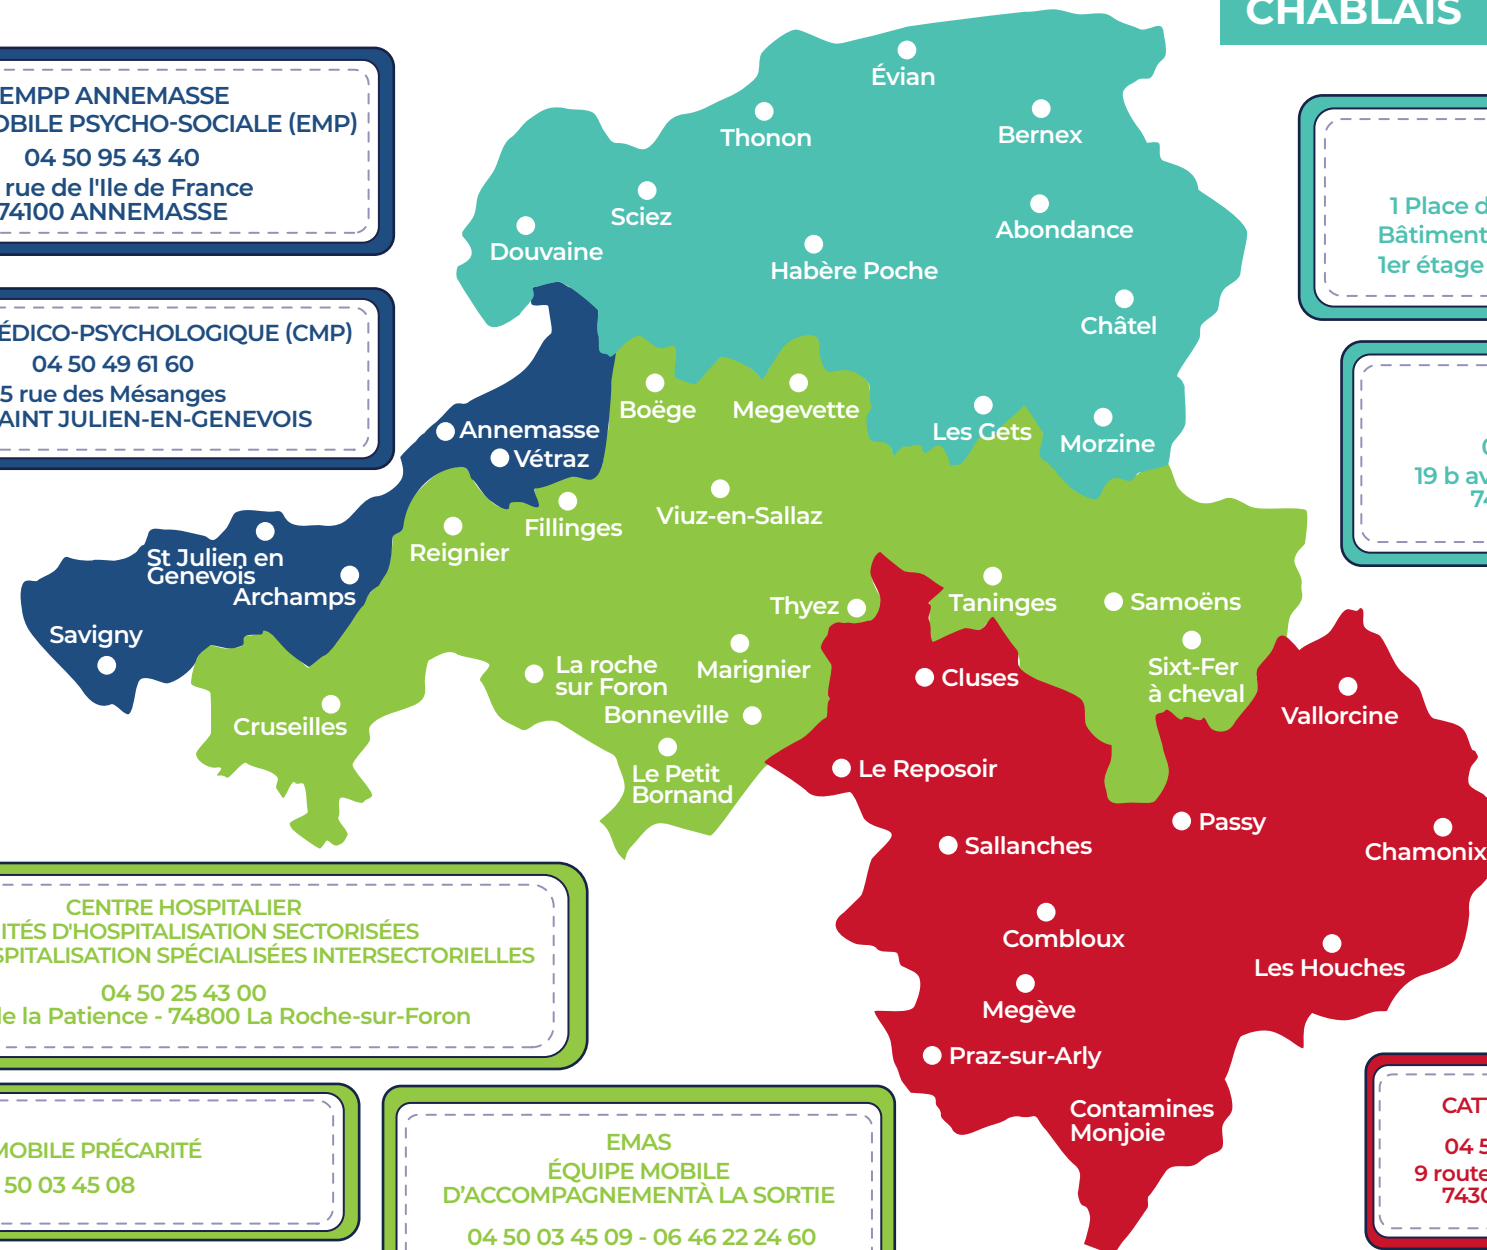 CHABLAIS
EMPP ANNEMASSE
OBILE PSYCHO-SOCIALE (EMP)
04 50 95 43 40
rue de l'Ile de France
74100 ANNEMASSE
ÉDICO-PSYCHOLOGIQUE (CMP)
04 50 49 61 60
5 rue des Mésanges
AINT JULIEN-EN-GENEVOIS
Évian
Thonon
Bernex
Sciez
Abondance
Douvaine
Habère Poche
Châtel
Boëge
Megevette
Les Gets
Morzine
Annemasse
Vétraz
Fillinges
Viuz-en-Sallaz
Reignier
St Julien en
Genevois
Archamps
Savigny
Thyez
Taninges
Samoëns
La roche
sur Foron
Marignier
Cluses
Sixt-Fer
à cheval
Vallorcine
Cruseilles
Bonneville
Le Petit
Bornand
Le Reposoir
Passy
Sallanches
Chamonix
Combloux
Les Houches
Megève
Praz-sur-Arly
Contamines
Monjoie
1 Place d
Bâtiment
1er étage
19 b av
74
CENTRE HOSPITALIER
ITÉS D'HOSPITALISATION SECTORISÉES
SPITALISATION SPÉCIALISÉES INTERSECTORIELLES
04 50 25 43 00
de la Patience - 74800 La Roche-sur-Foron
MOBILE PRÉCARITÉ
50 03 45 08
EMAS
ÉQUIPE MOBILE
D'ACCOMPAGNEMENTÀ LA SORTIE
04 50 03 45 09 - 06 46 22 24 60
CATT
04 5
9 route
7430